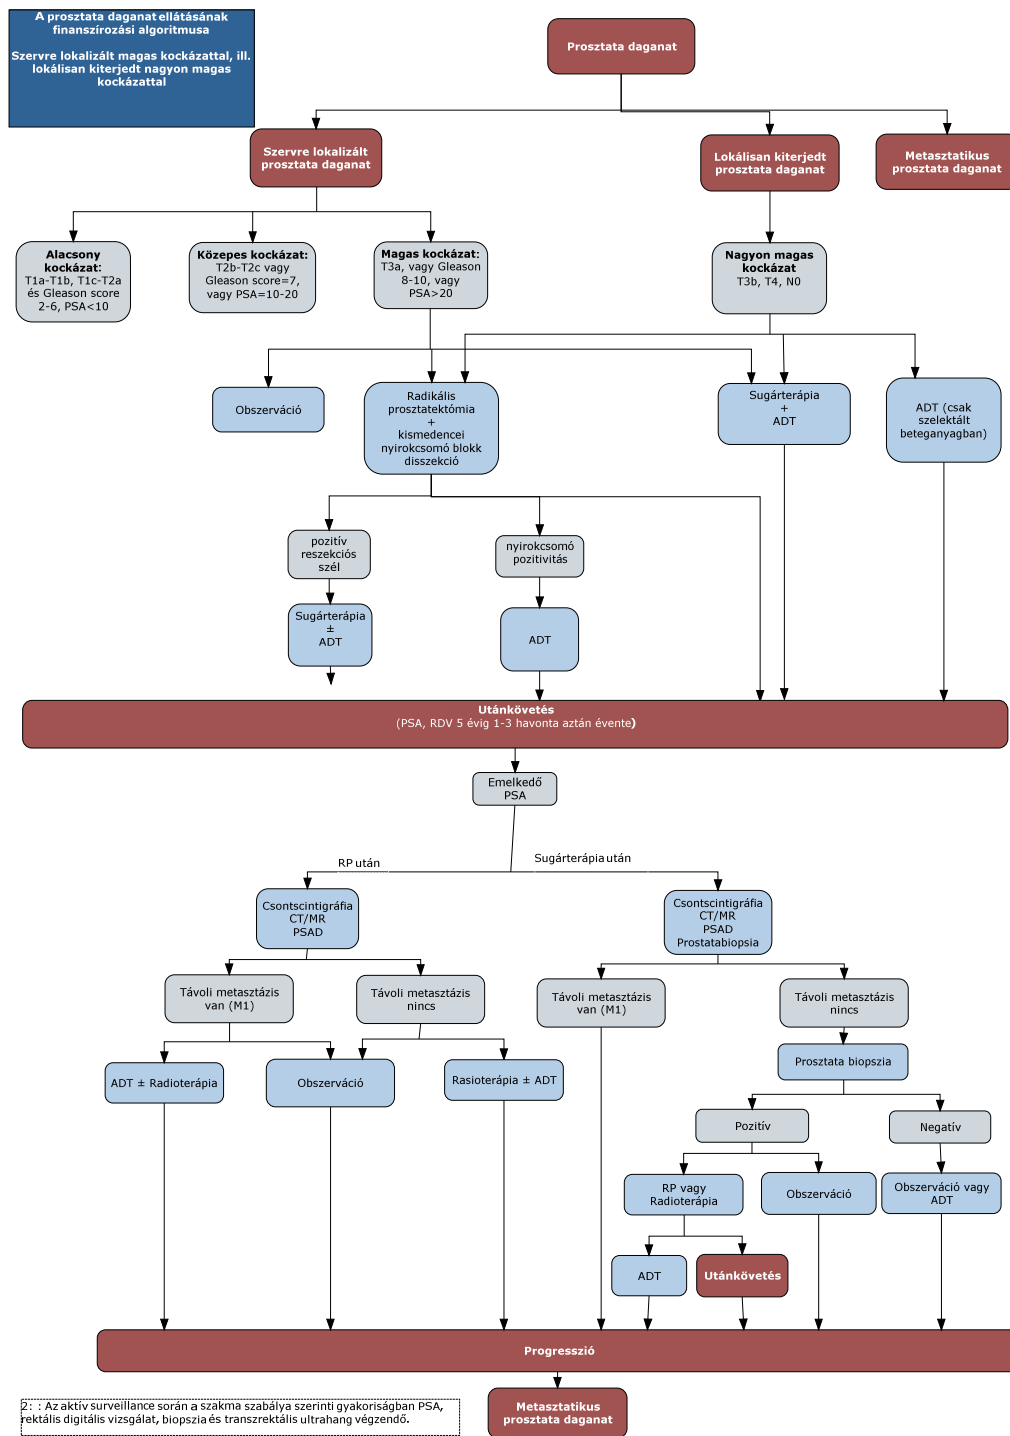 A prosztata daganat ellátásának
finanszírozási algoritmusa
Szervre lokalizált magas kockázattal, ill.
lokálisan kiterjedt nagyon magas
kockázattal
Prosztata daganat
Szervre lokalizált
prosztata daganat
Lokálisan kiterjedt
prosztata daganat
Metasztatikus
prosztata daganat
Alacsony
kockázat:
T1a-T1b, T1c-T2a
és Gleason score
2-6, PSA<10
Közepes kockázat:
T2b-T2c vagy
Gleason score=7,
vagy PSA=10-20
Magas kockázat:
T3a, vagy Gleason
8-10, vagy
PSA>20
Nagyon magas
kockázat
T3b, T4, N0
Obszerváció
Radikális
prosztatektómia
+
kismedencei
nyirokcsomó blokk
disszekció
Sugárterápia
+
ADT
ADT (csak
szelektált
beteganyagban)
pozitív
reszekciós
szél
nyirokcsomó
pozitivitás
Sugárterápia
±
ADT
ADT
Utánkövetés
(PSA, RDV 5 évig 1-3 havonta aztán évente)
Emelkedő
PSA
RP után
Sugárterápia után
Csontscintigráfia
CT/MR
PSAD
Csontscintigráfia
CT/MR
PSAD
Prostatabiopsia
Távoli metasztázis
van (M1)
Távoli metasztázis
nincs
Távoli metasztázis
van (M1)
Távoli metasztázis
nincs
Prosztata biopszia
ADT ± Radioterápia
Obszerváció
Rasioterápia ± ADT
Pozitív
Negatív
RP vagy
Radioterápia
Obszerváció
Obszerváció vagy
ADT
ADT
Utánkövetés
Progresszió
Metasztatikus
prosztata daganat
2: : Az aktív surveillance során a szakma szabálya szerinti gyakoriságban PSA,
rektális digitális vizsgálat, biopszia és transzrektális ultrahang végzendő.